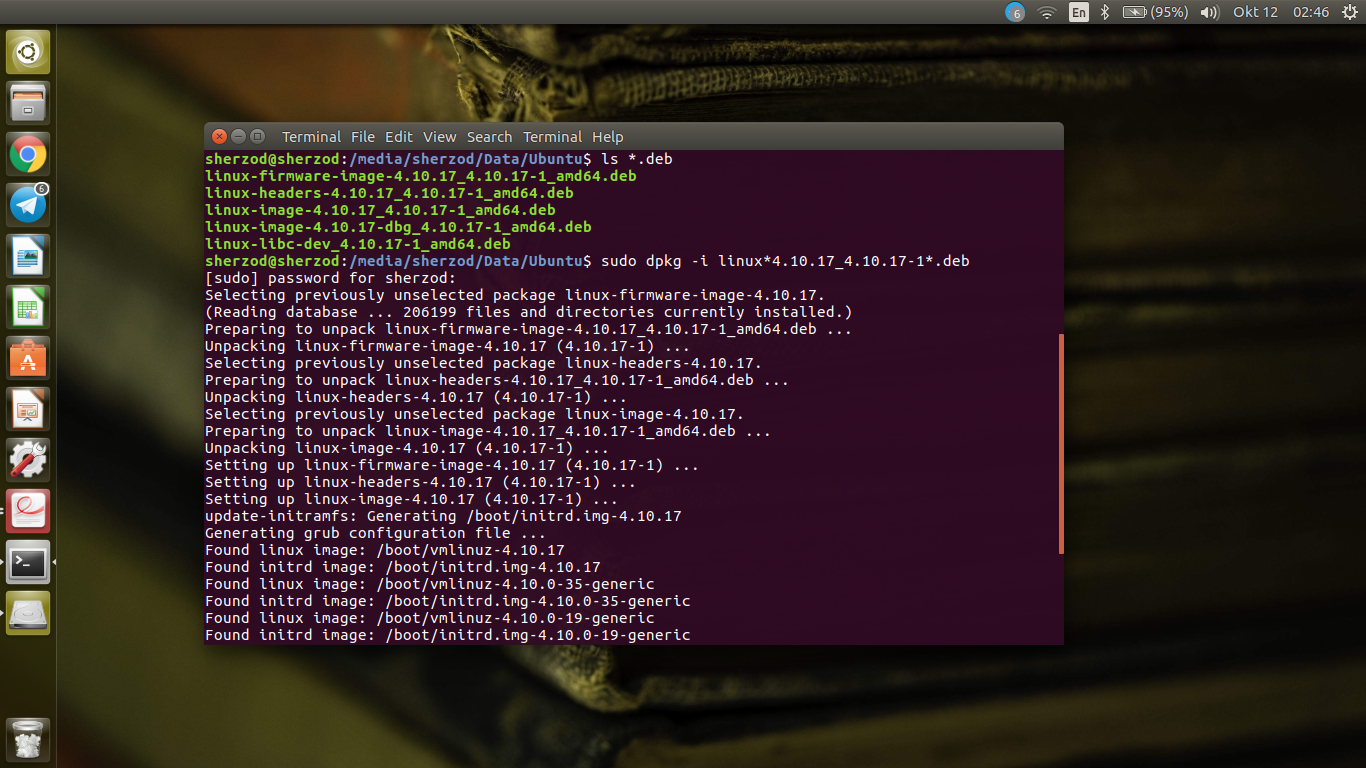 6 En (95%) Okt 12 02:46
6
Terminal File Edit View Search Terminal Help
sherzod@sherzod:/media/sherzod/Data/Ubuntu$ ls *.deb
linux-firmware-image-4.10.17_4.10.17-1_amd64.deb
linux-headers-4.10.17_4.10.17-1_amd64.deb
linux-image-4.10.17_4.10.17-1_amd64.deb
linux-image-4.10.17-dbg_4.10.17-1_amd64.deb
linux-libc-dev_4.10.17-1_amd64.deb
sherzod@sherzod:/media/sherzod/Data/Ubuntu$ sudo dpkg -i linux*4.10.17_4.10.17-1*.deb
[sudo] password for sherzod:
Selecting previously unselected package linux-firmware-image-4.10.17.
(Reading database ... 206199 files and directories currently installed.)
Preparing to unpack linux-firmware-image-4.10.17_4.10.17-1_amd64.deb ...
Unpacking linux-firmware-image-4.10.17 (4.10.17-1) ...
Selecting previously unselected package linux-headers-4.10.17.
Preparing to unpack linux-headers-4.10.17_4.10.17-1_amd64.deb ...
Unpacking linux-headers-4.10.17 (4.10.17-1) ...
Selecting previously unselected package linux-image-4.10.17.
Preparing to unpack linux-image-4.10.17_4.10.17-1_amd64.deb ...
Unpacking linux-image-4.10.17 (4.10.17-1) ...
Setting up linux-firmware-image-4.10.17 (4.10.17-1) ...
Setting up linux-headers-4.10.17 (4.10.17-1) ...
Setting up linux-image-4.10.17 (4.10.17-1) ...
update-initramfs: Generating /boot/initrd.img-4.10.17
Generating grub configuration file ...
Found linux image: /boot/vmlinuz-4.10.17
Found initrd image: /boot/initrd.img-4.10.17
Found linux image: /boot/vmlinuz-4.10.0-35-generic
Found initrd image: /boot/initrd.img-4.10.0-35-generic
Found linux image: /boot/vmlinuz-4.10.0-19-generic
Found initrd image: /boot/initrd.img-4.10.0-19-generic